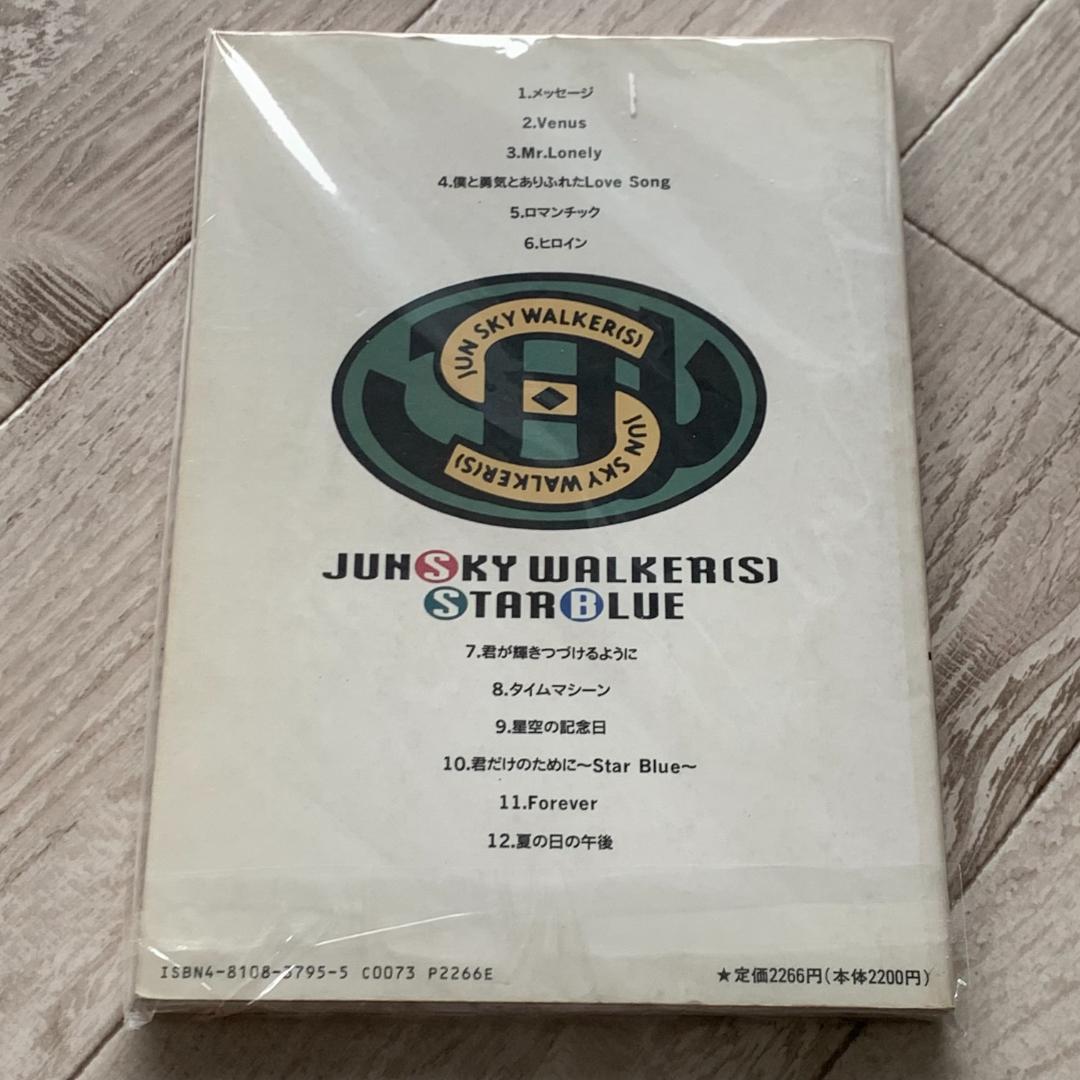 1.メッセージ
2.Venus
3.Mr.Lonely
4.僕と勇気とありふれたLove Song
5.ロマンチック
6.ヒロイン
JUN SKY WALKER(S)
JUN SKY WALKER(S)
JUN SKY WALKER(S)
STAR BLUE
7.君が輝きつづけるように
8.タイムマシーン
9.星空の記念日
10.君だけのために〜Star Blue〜
11.Forever
12.夏の日の午後
ISBN4-8108-3795-5 C0073 P2266E
★定価2266円(本体2200円)